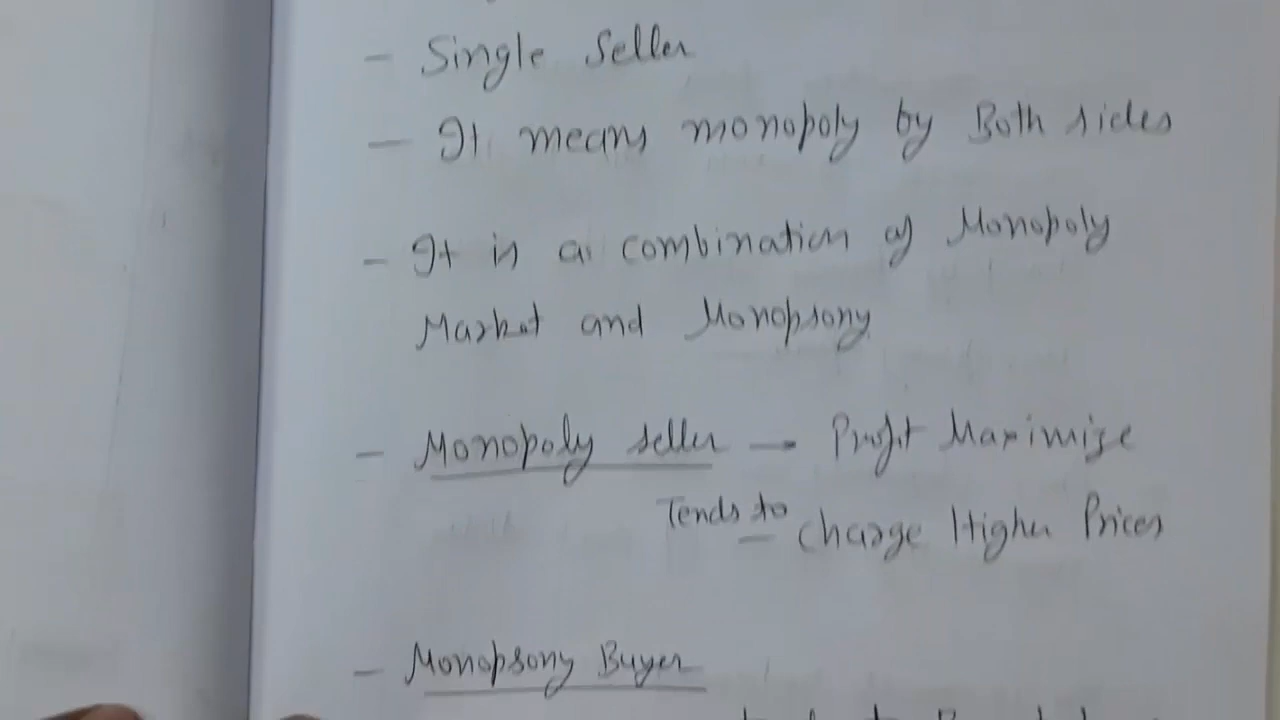 - Single Seller
- It means monopoly by Both sides
- It is a combination of Monopoly
Market and Monopsony
- Monopoly seller → Profit Maximize
Tends to
- Charge Higher Prices
- Monopsony Buyer